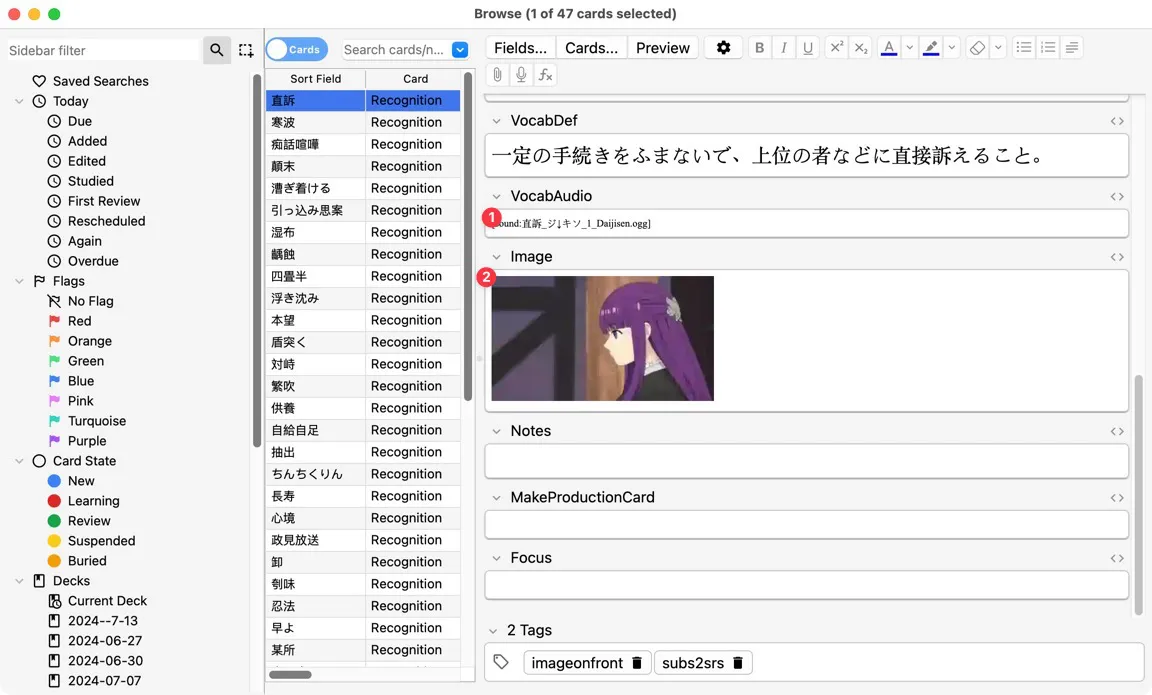 Browse (1 of 47 cards selected)
Sidebar filter
Saved Searches
Today
Due
Added
Edited
Studied
First Review
Rescheduled
Again
Overdue
Flags
No Flag
Red
Orange
Green
Blue
Pink
Turquoise
Purple
Card State
New
Learning
Review
Suspended
Buried
Decks
Current Deck
2024--7-13
2024-06-27
2024-06-30
2024-07-07
Cards
Search cards/n...
Sort Field Card
直訴 Recognition
寒波 Recognition
痴話喧嘩 Recognition
顛末 Recognition
漕ぎ着ける Recognition
引っ込み思案 Recognition
湿布 Recognition
齲蝕 Recognition
四畳半 Recognition
浮き沈み Recognition
本望 Recognition
盾突く Recognition
対峙 Recognition
繁吹 Recognition
供養 Recognition
自給自足 Recognition
抽出 Recognition
ちんちくりん Recognition
長寿 Recognition
心境 Recognition
政見放送 Recognition
卸 Recognition
刳味 Recognition
忍法 Recognition
早よ Recognition
某所 Recognition
Fields... Cards... Preview
B I U X² X₂ A
fx
VocabDef
一定の手続きをふまないで、上位の者などに直接訴えること。
VocabAudio
1
ound:直訴_ジ↓キソ_1_Daijisen.ogg]
Image
2
Notes
MakeProductionCard
Focus
2 Tags
imageonfront subs2srs